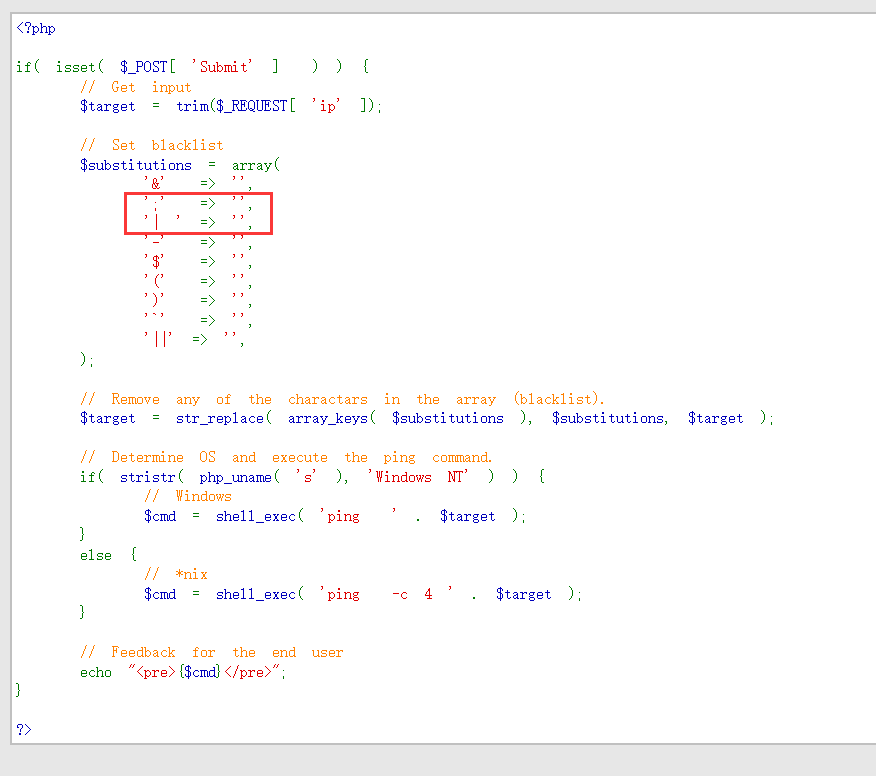 <?php
if( isset( $_POST[ 'Submit' ] ) ) {
// Get input
$target = trim($_REQUEST[ 'ip' ]);
// Set blacklist
$substitutions = array(
'&' => '',
';' => '',
'| ' => '',
'-' => '',
'$' => '',
'(' => '',
')' => '',
'`' => '',
'||' => '',
);
// Remove any of the charactars in the array (blacklist).
$target = str_replace( array_keys( $substitutions ), $substitutions, $target );
// Determine OS and execute the ping command.
if( stristr( php_uname( 's' ), 'Windows NT' ) ) {
// Windows
$cmd = shell_exec( 'ping ' . $target );
}
else {
// *nix
$cmd = shell_exec( 'ping -c 4 ' . $target );
}
// Feedback for the end user
echo "<pre>{$cmd}</pre>";
}
?>